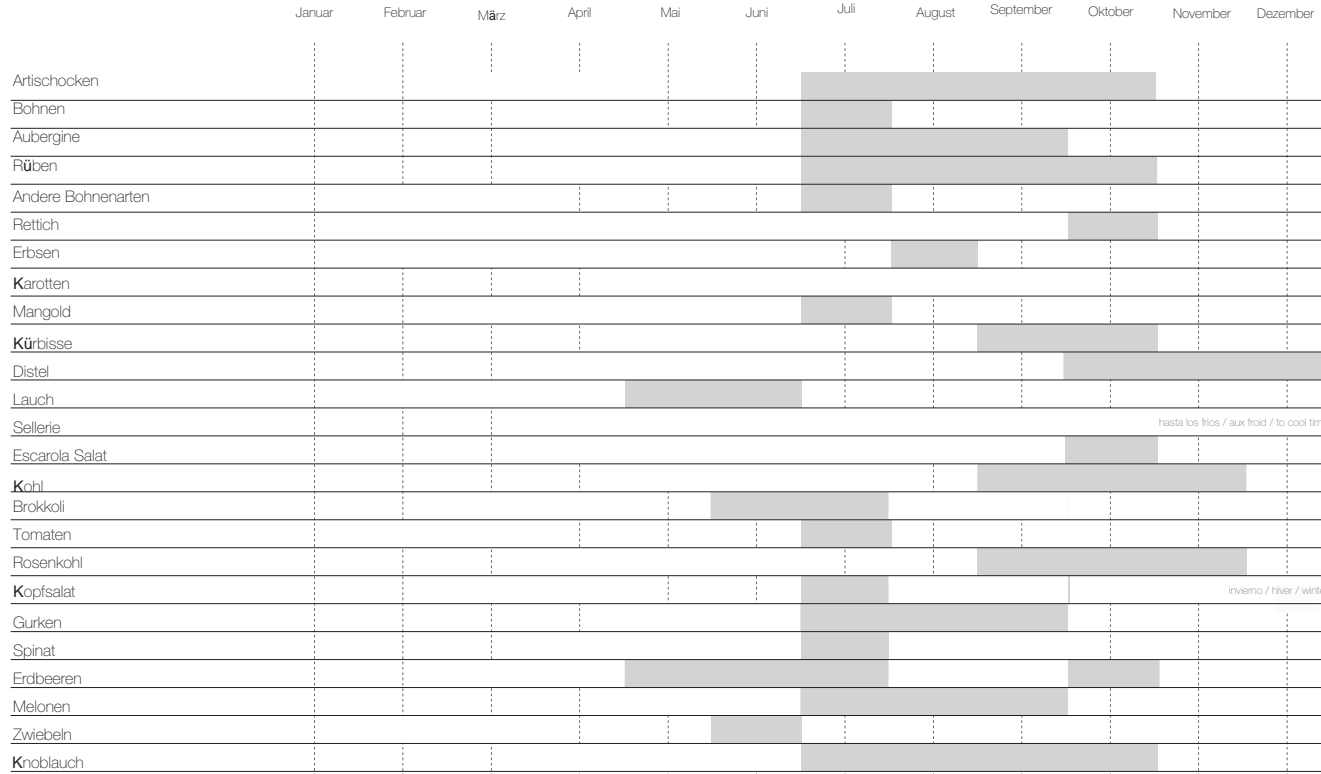 Januar Februar März April Mai Juni Juli August September Oktober November Dezember
Artischocken
Bohnen
Aubergine
Rüben
Andere Bohnenarten
Rettich
Erbsen
Karotten
Mangold
Kürbisse
Distel
Lauch
Sellerie hasta los frios / aux froid / to cool tim
Escarola Salat
Kohl
Brokkoli
Tomaten
Rosenkohl
Kopfsalat invierno / hiver / winte
Gurken
Spinat
Erdbeeren
Melonen
Zwiebeln
Knoblauch